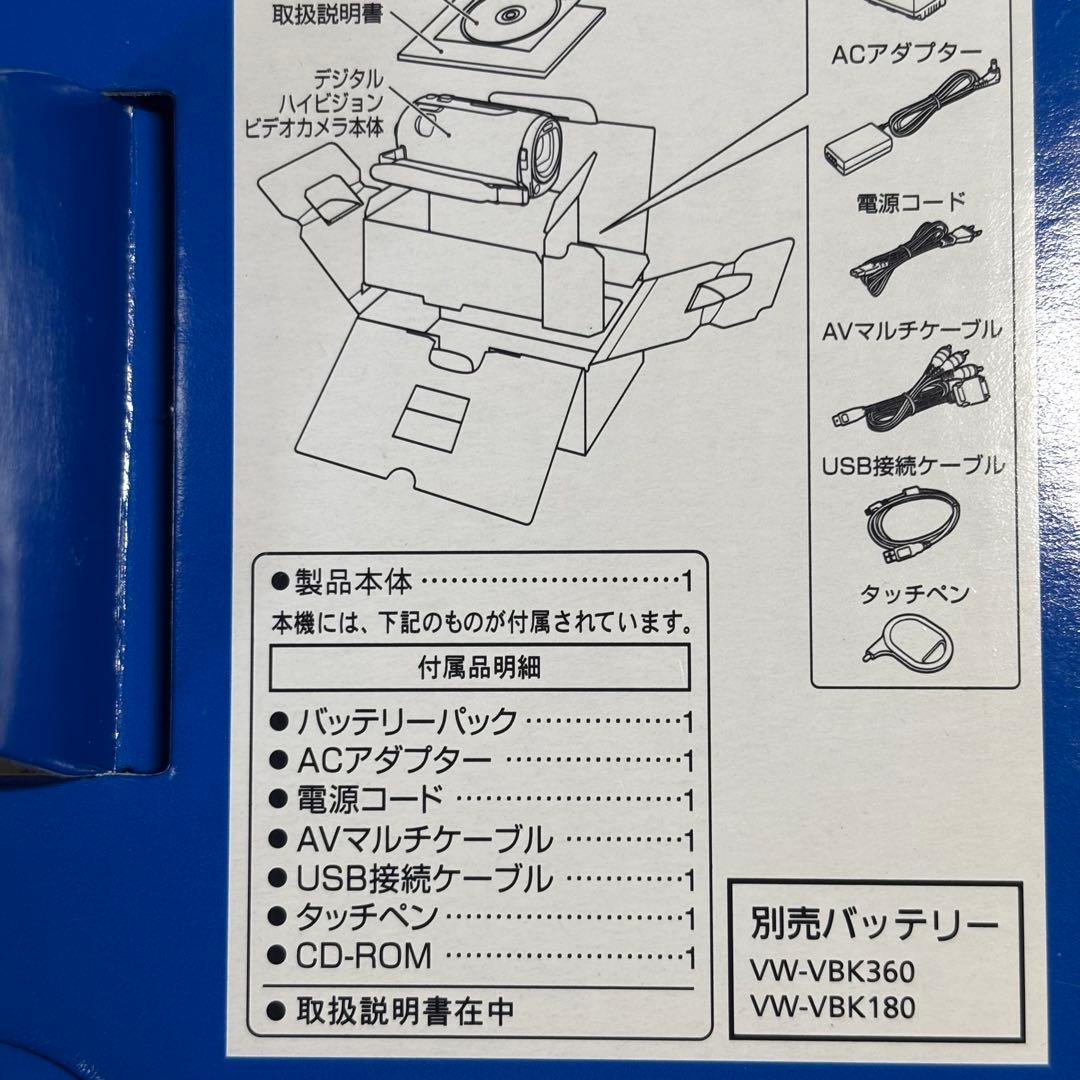 取扱説明書
デジタル
ハイビジョン
ビデオカメラ本体
ACアダプター
電源コード
AVマルチケーブル
USB接続ケーブル
タッチペン
●製品本体…………………………1
本機には、下記のものが付属されています。
付属品明細
●バッテリーパック……………1
●ACアダプター………………1
●電源コード……………………1
●AVマルチケーブル…………1
●USB接続ケーブル…………1
●タッチペン……………………1
●CD-ROM……………………1
●取扱説明書在中
別売バッテリー
VW-VBK360
VW-VBK180